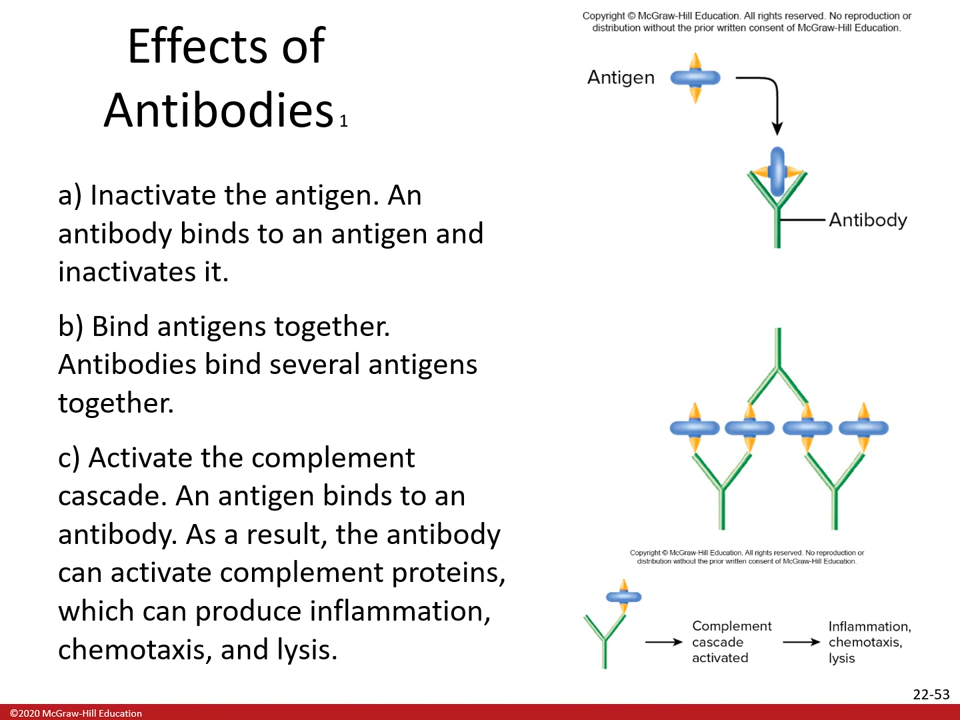 Effects of
Antibodies 1
a) Inactivate the antigen. An
antibody binds to an antigen and
inactivates it.
b) Bind antigens together.
Antibodies bind several antigens
together.
c) Activate the complement
cascade. An antigen binds to an
antibody. As a result, the antibody
can activate complement proteins,
which can produce inflammation,
chemotaxis, and lysis.
Copyright © McGraw-Hill Education. All rights reserved. No reproduction or
distribution without the prior written consent of McGraw-Hill Education.
Antigen
Antibody
Copyright © McGraw-Hill Education. All rights reserved. No reproduction or
distribution without the prior written consent of McGraw-Hill Education.
Complement
cascade
activated
Inflammation,
chemotaxis,
lysis
22-53
©2020 McGraw-Hill Education